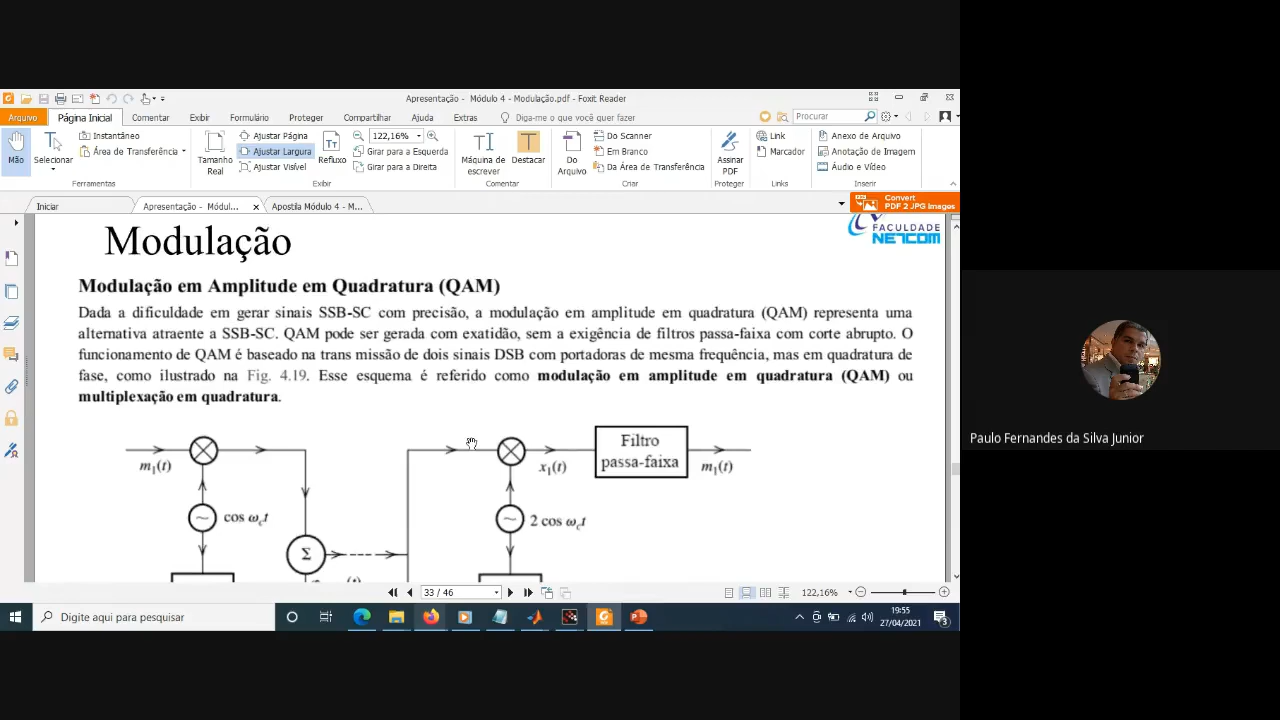 Apresentação - Módulo 4 - Modulação.pdf - Foxit Reader
Arquivo Página Inicial Comentar Exibir Formulário Proteger Compartilhar Ajuda Extras Diga-me o que você quer fazer Procurar
Mão
Selecionar
Instantâneo
Área de Transferência
Ferramentas
Tamanho Real
Ajustar Página
Ajustar Largura
Ajustar Visível
Refluxo
122,16%
Girar para a Esquerda
Girar para a Direita
Exibir
Máquina de escrever
Destacar
Comentar
Do Arquivo
Do Scanner
Em Branco
Da Área de Transferência
Criar
Assinar PDF
Proteger
Link
Marcador
Links
Anexo de Arquivo
Anotação de Imagem
Áudio e Vídeo
Inserir
Iniciar Apresentação - Módul... Apostila Módulo 4 - M...
Convert
PDF 2 JPG Images
FACULDADE
NETCOM
Modulação
Modulação em Amplitude em Quadratura (QAM)
Dada a dificuldade em gerar sinais SSB-SC com precisão, a modulação em amplitude em quadratura (QAM) representa uma
alternativa atraente a SSB-SC. QAM pode ser gerada com exatidão, sem a exigência de filtros passa-faixa com corte abrupto. O
funcionamento de QAM é baseado na trans missão de dois sinais DSB com portadoras de mesma frequência, mas em quadratura de
fase, como ilustrado na Fig. 4.19. Esse esquema é referido como modulação em amplitude em quadratura (QAM) ou
multiplexação em quadratura.
m₁(t)
x₁(t)
Filtro
passa-faixa
m₁(t)
cos ω_c t
2 cos ω_c t
Σ
33 / 46
122,16%
Digite aqui para pesquisar
19:55
27/04/2021
3
Paulo Fernandes da Silva Junior